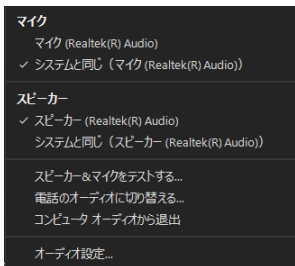 マイク
マイク (Realtek(R) Audio)
✓ システムと同じ（マイク (Realtek(R) Audio)）
スピーカー
✓ スピーカー (Realtek(R) Audio)
システムと同じ（スピーカー (Realtek(R) Audio)）
スピーカー&マイクをテストする...
電話のオーディオに切り替える...
コンピュータ オーディオから退出
オーディオ設定...